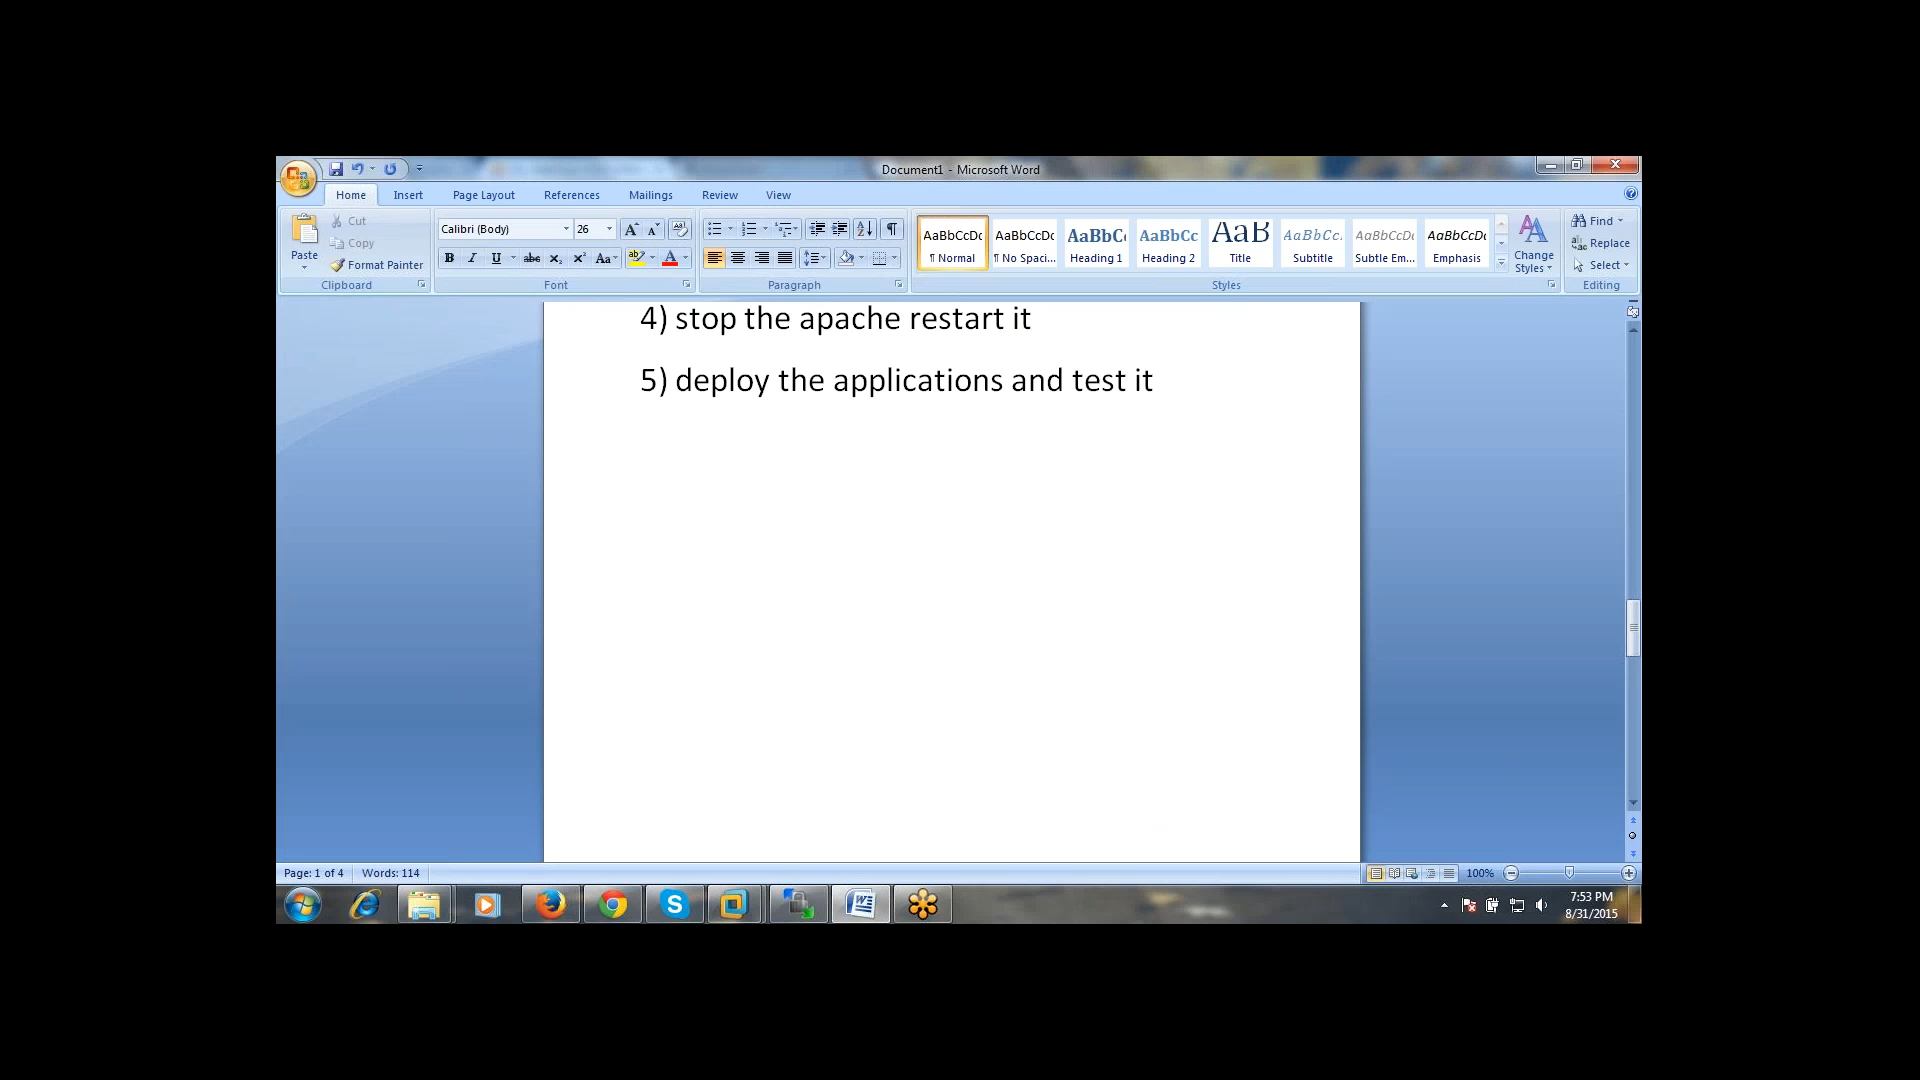 Document1 - Microsoft Word
Home Insert Page Layout References Mailings Review View
Paste
Cut
Copy
Format Painter
Clipboard
Calibri (Body) 26
Font
Paragraph
AaBbCcDc AaBbCcDc AaBbC AaBbCc AaB AaBbCc. AaBbCcDc AaBbCcDc
¶ Normal ¶ No Spaci... Heading 1 Heading 2 Title Subtitle Subtle Em... Emphasis
Change Styles
Styles
Find
Replace
Select
Editing
4) stop the apache restart it
5) deploy the applications and test it
Page: 1 of 4 Words: 114 100%
7:53 PM
8/31/2015